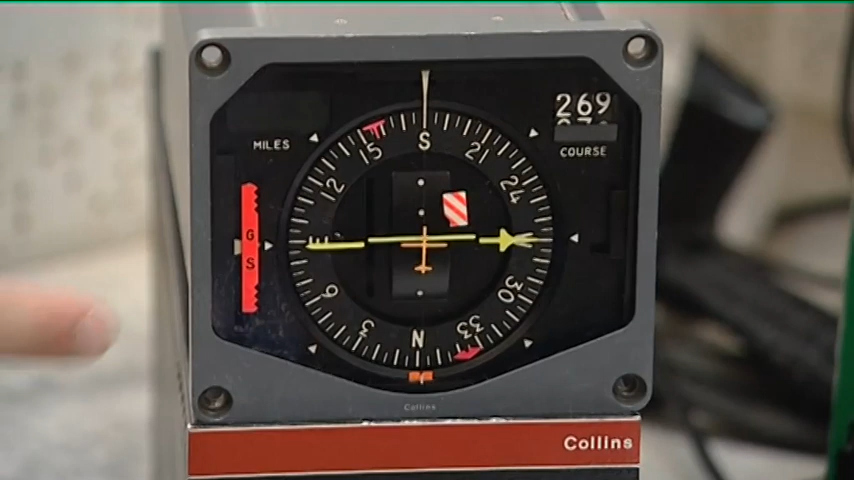 269
MILES
COURSE
S
15
21
12
24
E
G
S
6
30
3
33
N
Collins
Collins